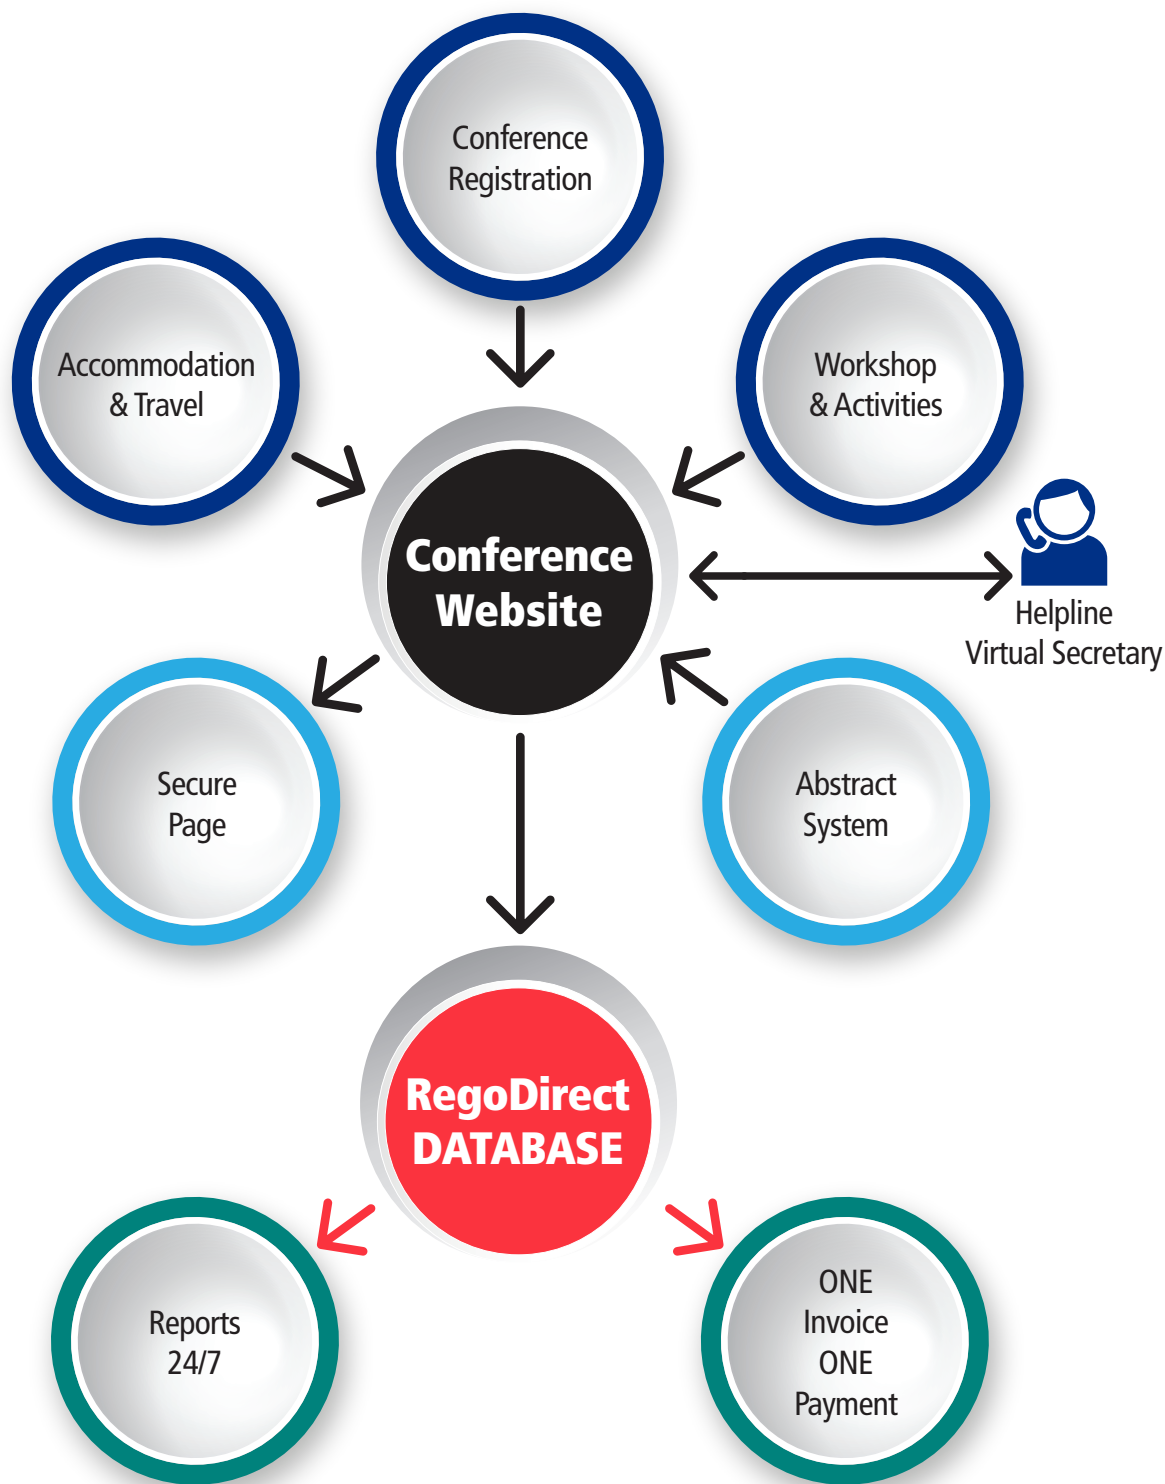 Conference
Registration
Accommodation
& Travel
Workshop
& Activities
Conference
Website
Helpline
Virtual Secretary
Secure
Page
Abstract
System
RegoDirect
DATABASE
Reports
24/7
ONE
Invoice
ONE
Payment